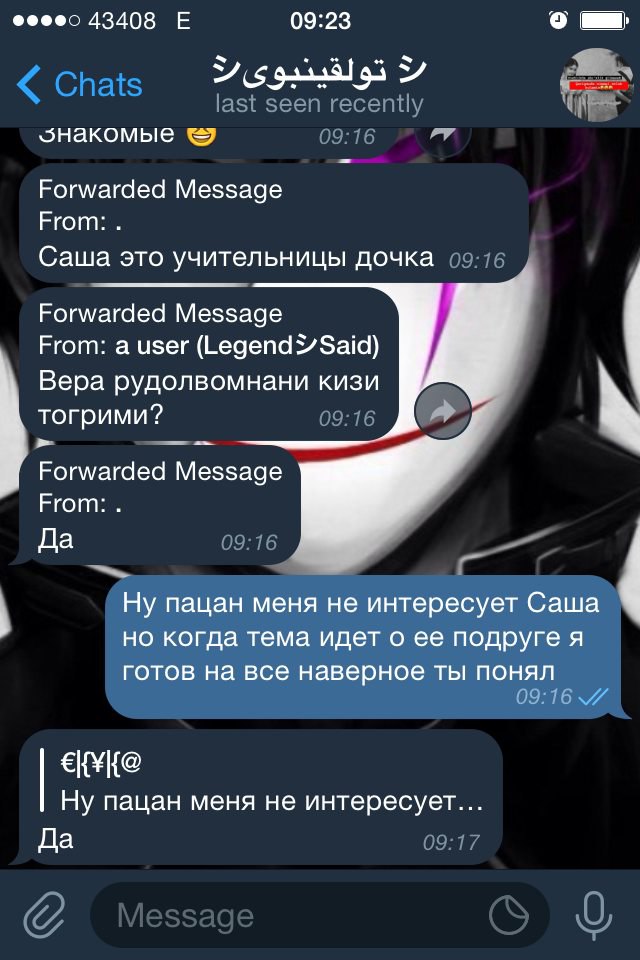 43408 E 09:23
Chats
シ تولقينبوى シ
last seen recently
Знакомые 🤩 09:16
Forwarded Message
From: .
Саша это учительницы дочка 09:16
Forwarded Message
From: a user (LegendシSaid)
Вера рудолвомнани кизи
тогрими? 09:16
Forwarded Message
From: .
Да 09:16
Ну пацан меня не интересует Саша
но когда тема идет о ее подруге я
готов на все наверное ты понял
09:16
€|{¥|{@
Ну пацан меня не интересует...
Да 09:17
Message